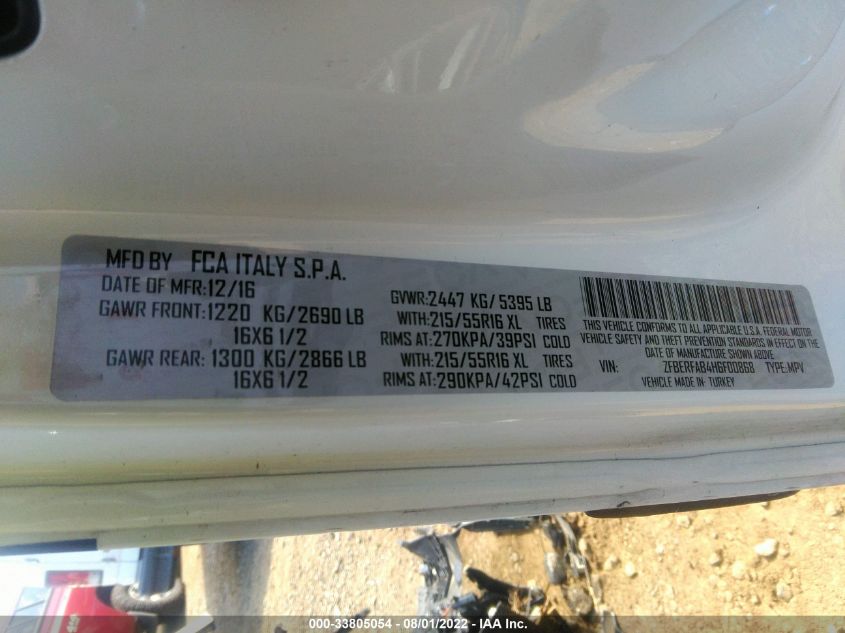 MFD BY FCA ITALY S.P.A.
DATE OF MFR:12/16
GAWR FRONT:1220 KG/2690 LB
16X6 1/2
GAWR REAR: 1300 KG/2866 LB
16X6 1/2
GVWR:2447 KG/5395 LB
WITH:215/55R16 XL TIRES
RIMS AT:270KPA/39PSI COLD
WITH:215/55R16 XL TIRES
RIMS AT:290KPA/42PSI COLD
THIS VEHICLE CONFORMS TO ALL APPLICABLE U.S.A. FEDERAL MOTOR
VEHICLE SAFETY AND THEFT PREVENTION STANDARDS IN EFFECT ON THE
DATE OF MANUFACTURE SHOWN ABOVE.
VIN: ZFBERFAB4H6F00868 TYPE:MPV
VEHICLE MADE IN: TURKEY
000-33805054 - 08/01/2022 - IAA Inc.